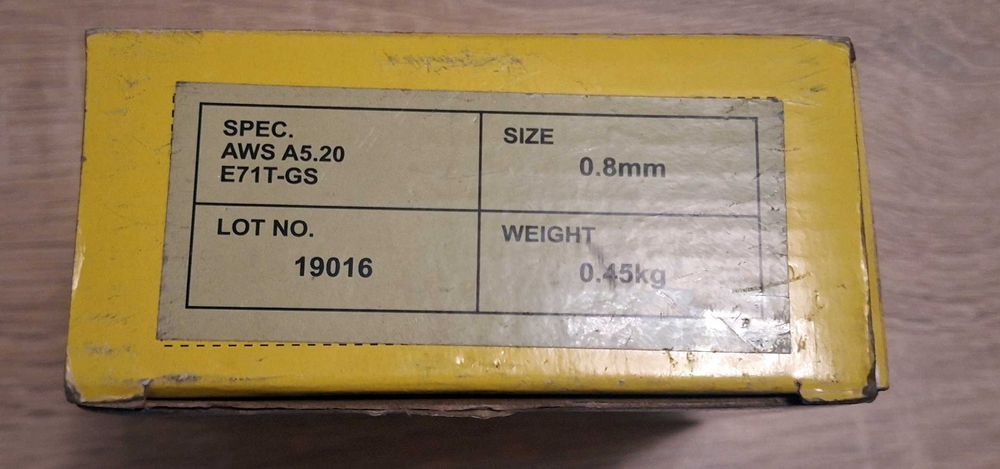 SPEC.
AWS A5.20
E71T-GS
SIZE
0.8mm
LOT NO.
19016
WEIGHT
0.45kg